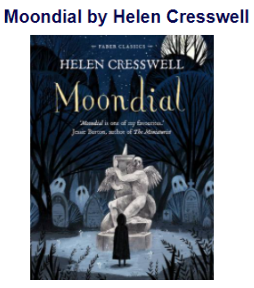 Moondial by Helen Cresswell
FABER CLASSICS
HELEN CRESSWELL
Moondial
'Moondial is one of my favourites.'
Jessie Burton, author of The Miniaturist